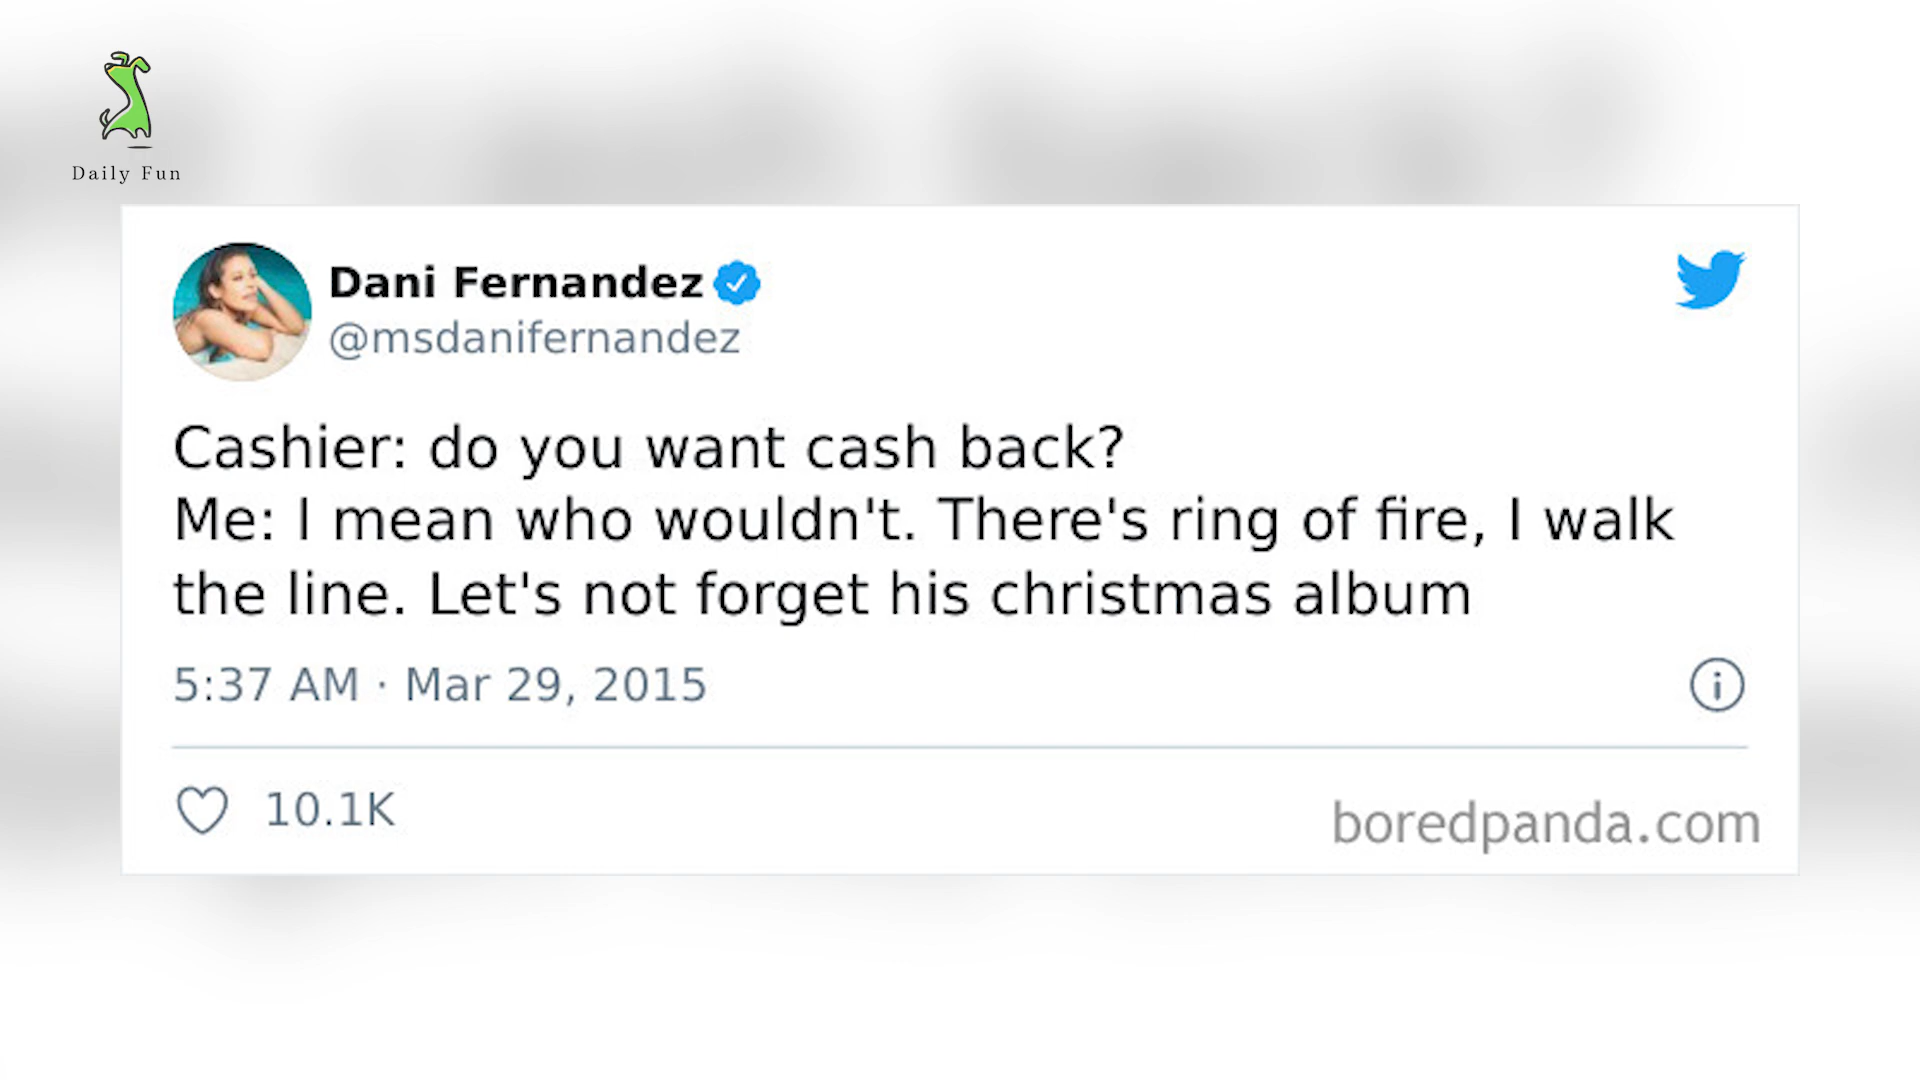 Daily Fun
Dani Fernandez
@msdanifernandez
Cashier: do you want cash back?
Me: I mean who wouldn't. There's ring of fire, I walk
the line. Let's not forget his christmas album
5:37 AM · Mar 29, 2015
10.1K
boredpanda.com